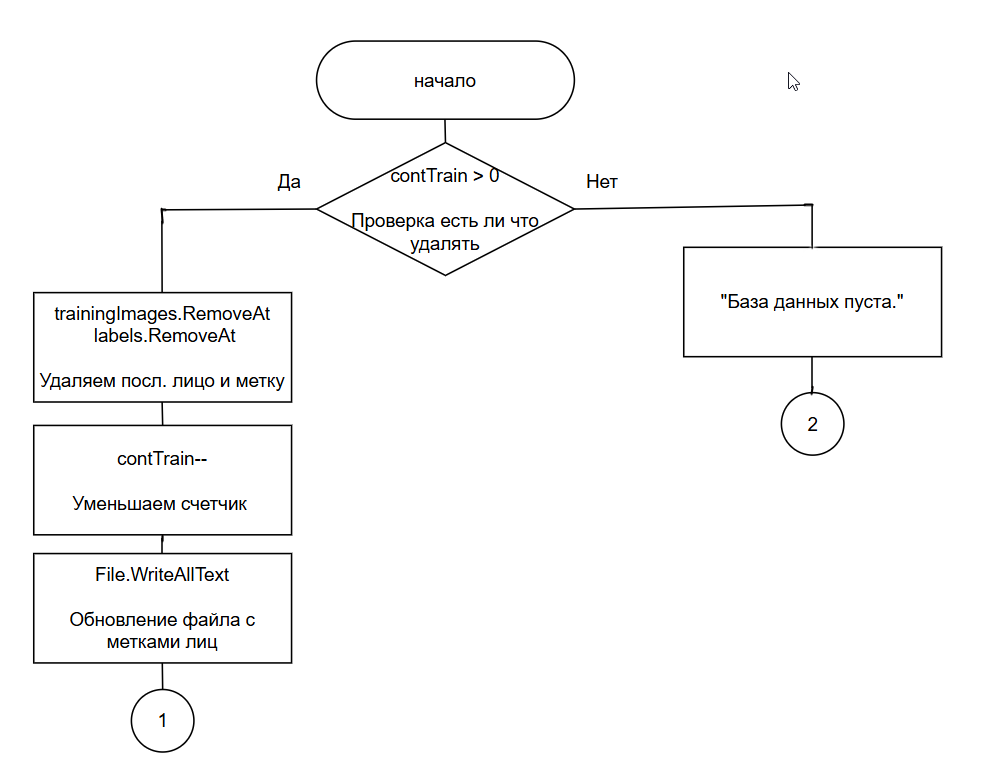 начало
contTrain > 0
Проверка есть ли что
удалять
Да
Нет
trainingImages.RemoveAt
labels.RemoveAt
Удаляем посл. лицо и метку
contTrain--
Уменьшаем счетчик
File.WriteAllText
Обновление файла с
метками лиц
1
"База данных пуста."
2